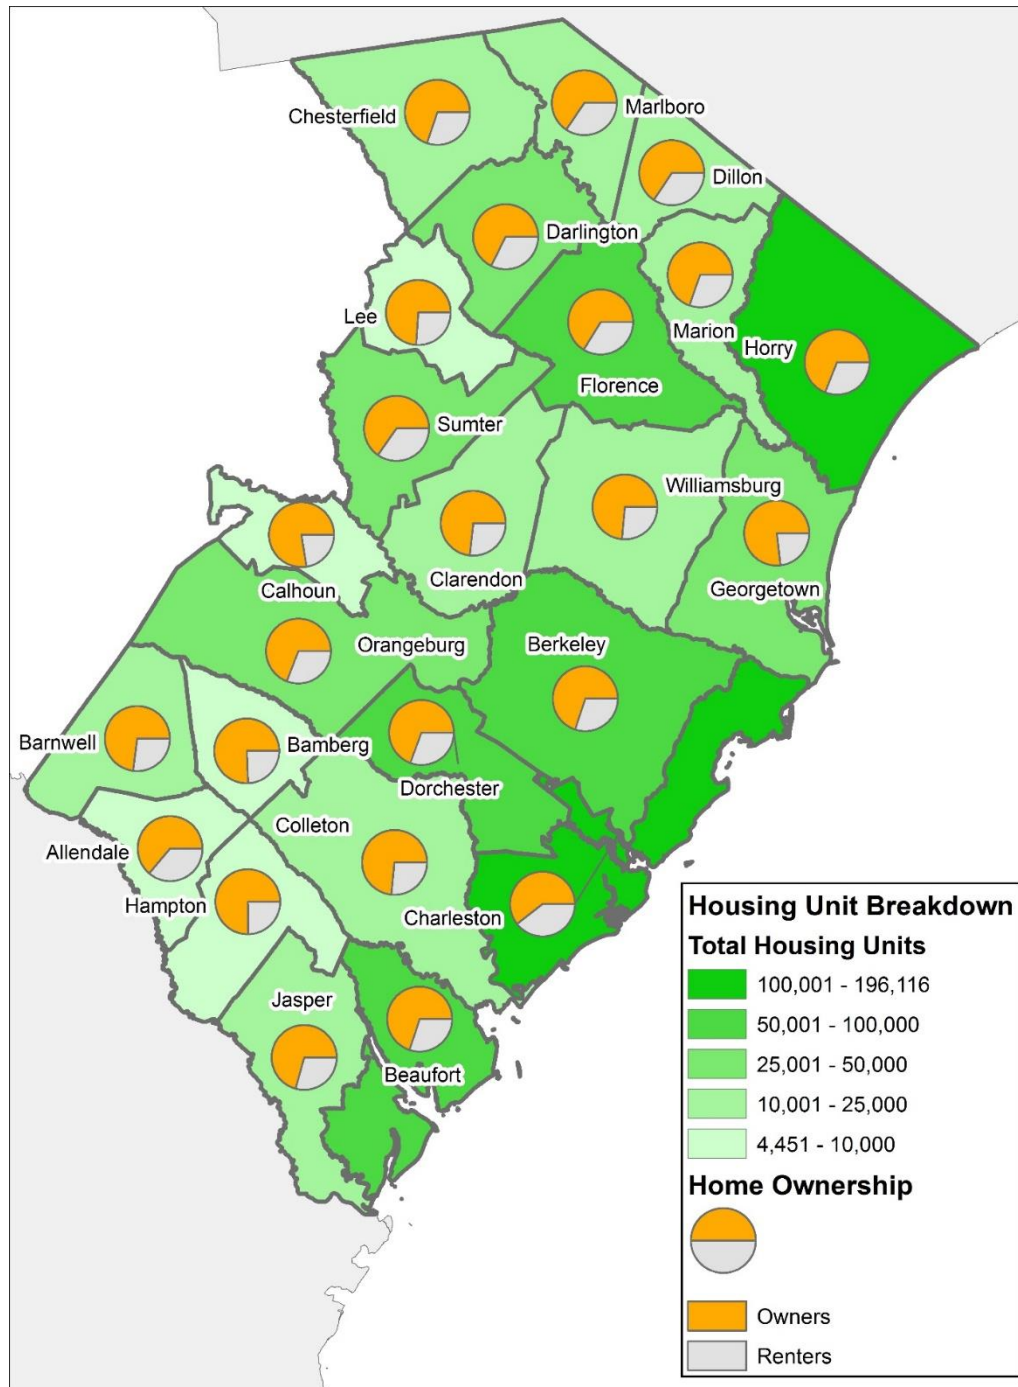 Chesterfield
Marlboro
Dillon
Darlington
Lee
Marion
Horry
Florence
Sumter
Williamsburg
Calhoun
Clarendon
Georgetown
Orangeburg
Berkeley
Barnwell
Bamberg
Dorchester
Colleton
Allendale
Hampton
Charleston
Jasper
Beaufort
Housing Unit Breakdown
Total Housing Units
100,001 - 196,116
50,001 - 100,000
25,001 - 50,000
10,001 - 25,000
4,451 - 10,000
Home Ownership
Owners
Renters